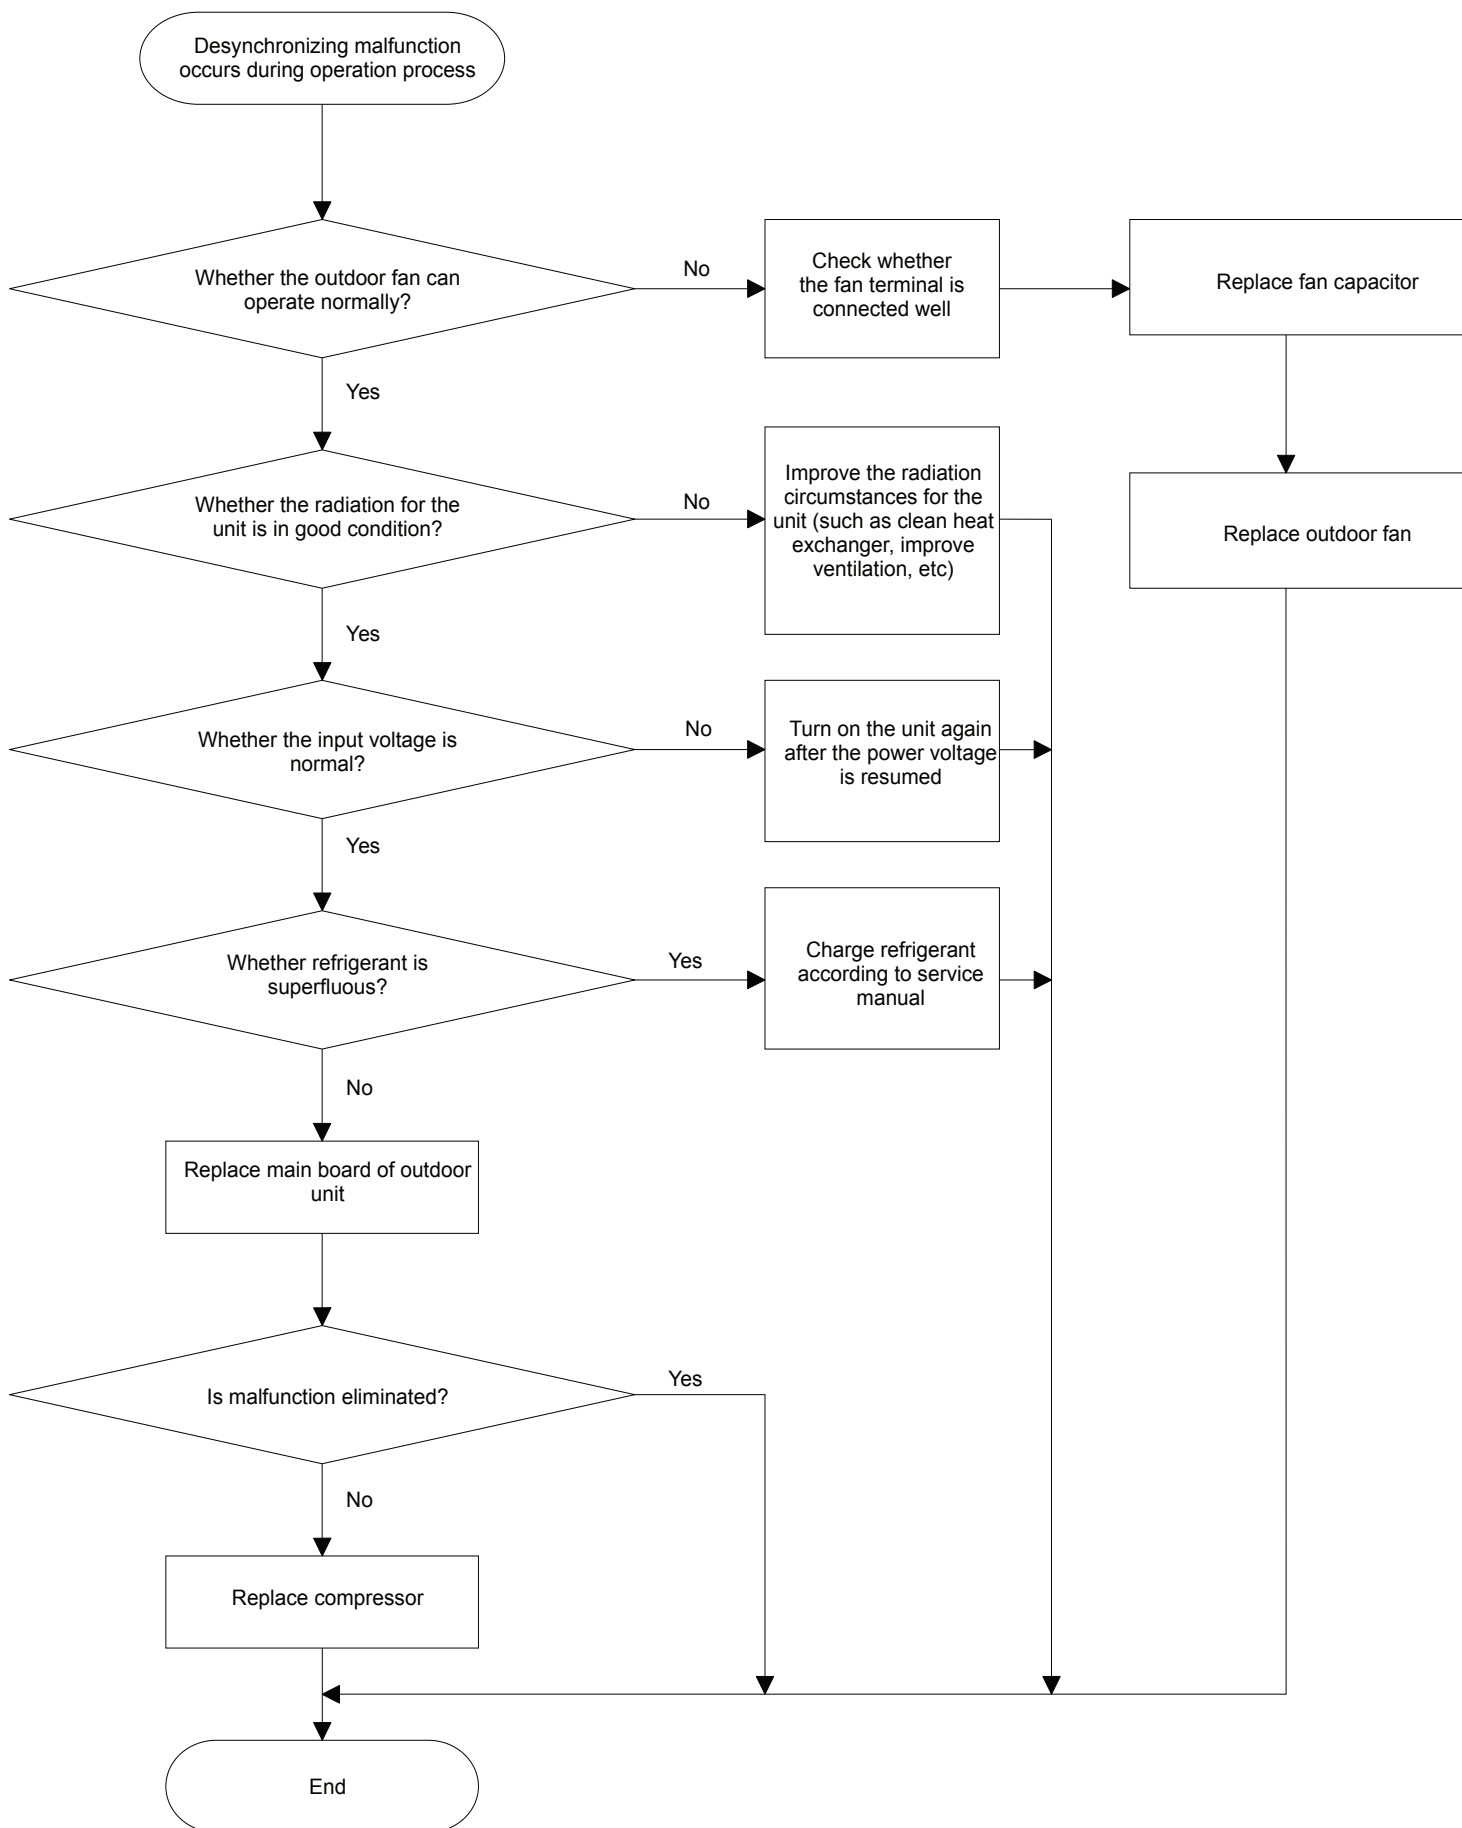 Desynchronizing malfunction
occurs during operation process
Whether the outdoor fan can
operate normally?
No
Check whether
the fan terminal is
connected well
Replace fan capacitor
Yes
Whether the radiation for the
unit is in good condition?
No
Improve the radiation
circumstances for the
unit (such as clean heat
exchanger, improve
ventilation, etc)
Replace outdoor fan
Yes
Whether the input voltage is
normal?
No
Turn on the unit again
after the power voltage
is resumed
Yes
Whether refrigerant is
superfluous?
Yes
Charge refrigerant
according to service
manual
No
Replace main board of outdoor
unit
Is malfunction eliminated?
Yes
No
Replace compressor
End